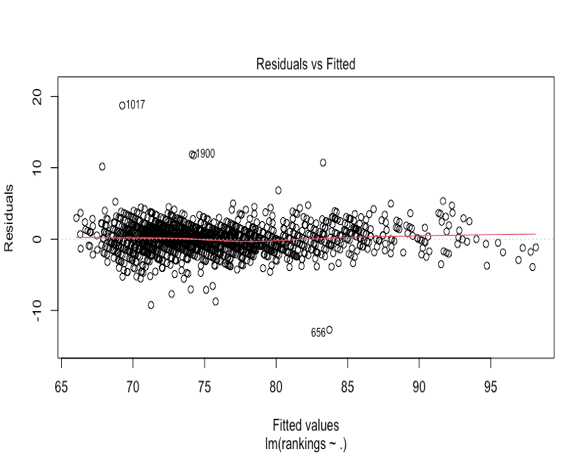 Residuals vs Fitted
20
1017
1900
10
Residuals
0
-10
656
65 70 75 80 85 90 95
Fitted values
lm(rankings ~ .)